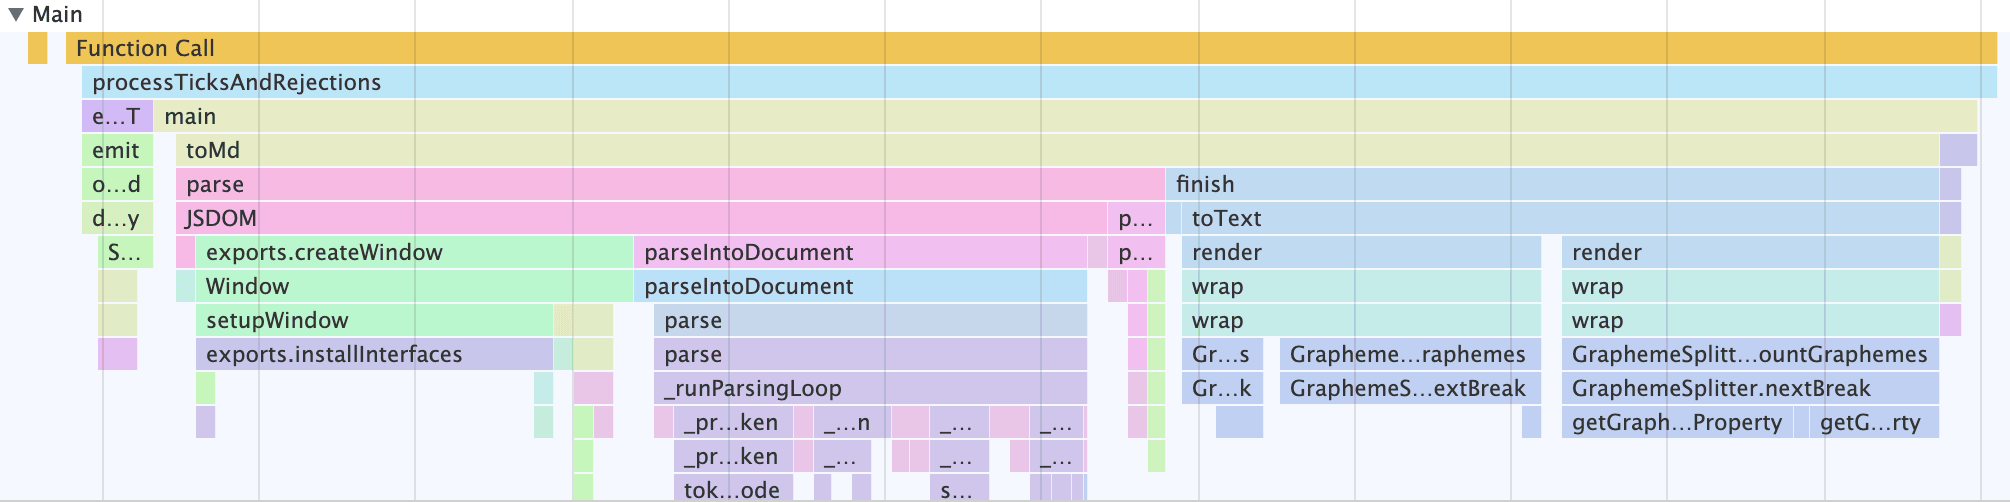 ▼ Main
Function Call
processTicksAndRejections
e…T main
emit toMd
o…d parse finish
d…y JSDOM p… toText
S… exports.createWindow parseIntoDocument p… render render
Window parseIntoDocument wrap wrap
setupWindow parse wrap wrap
exports.installInterfaces parse Gr…s Grapheme…raphemes GraphemeSplitt…ountGraphemes
_runParsingLoop Gr…k GraphemeS…extBreak GraphemeSplitter.nextBreak
_pr…ken _…n _… _… getGraph…Property getG…rty
_pr…ken _… _… _…
tok…ode s…